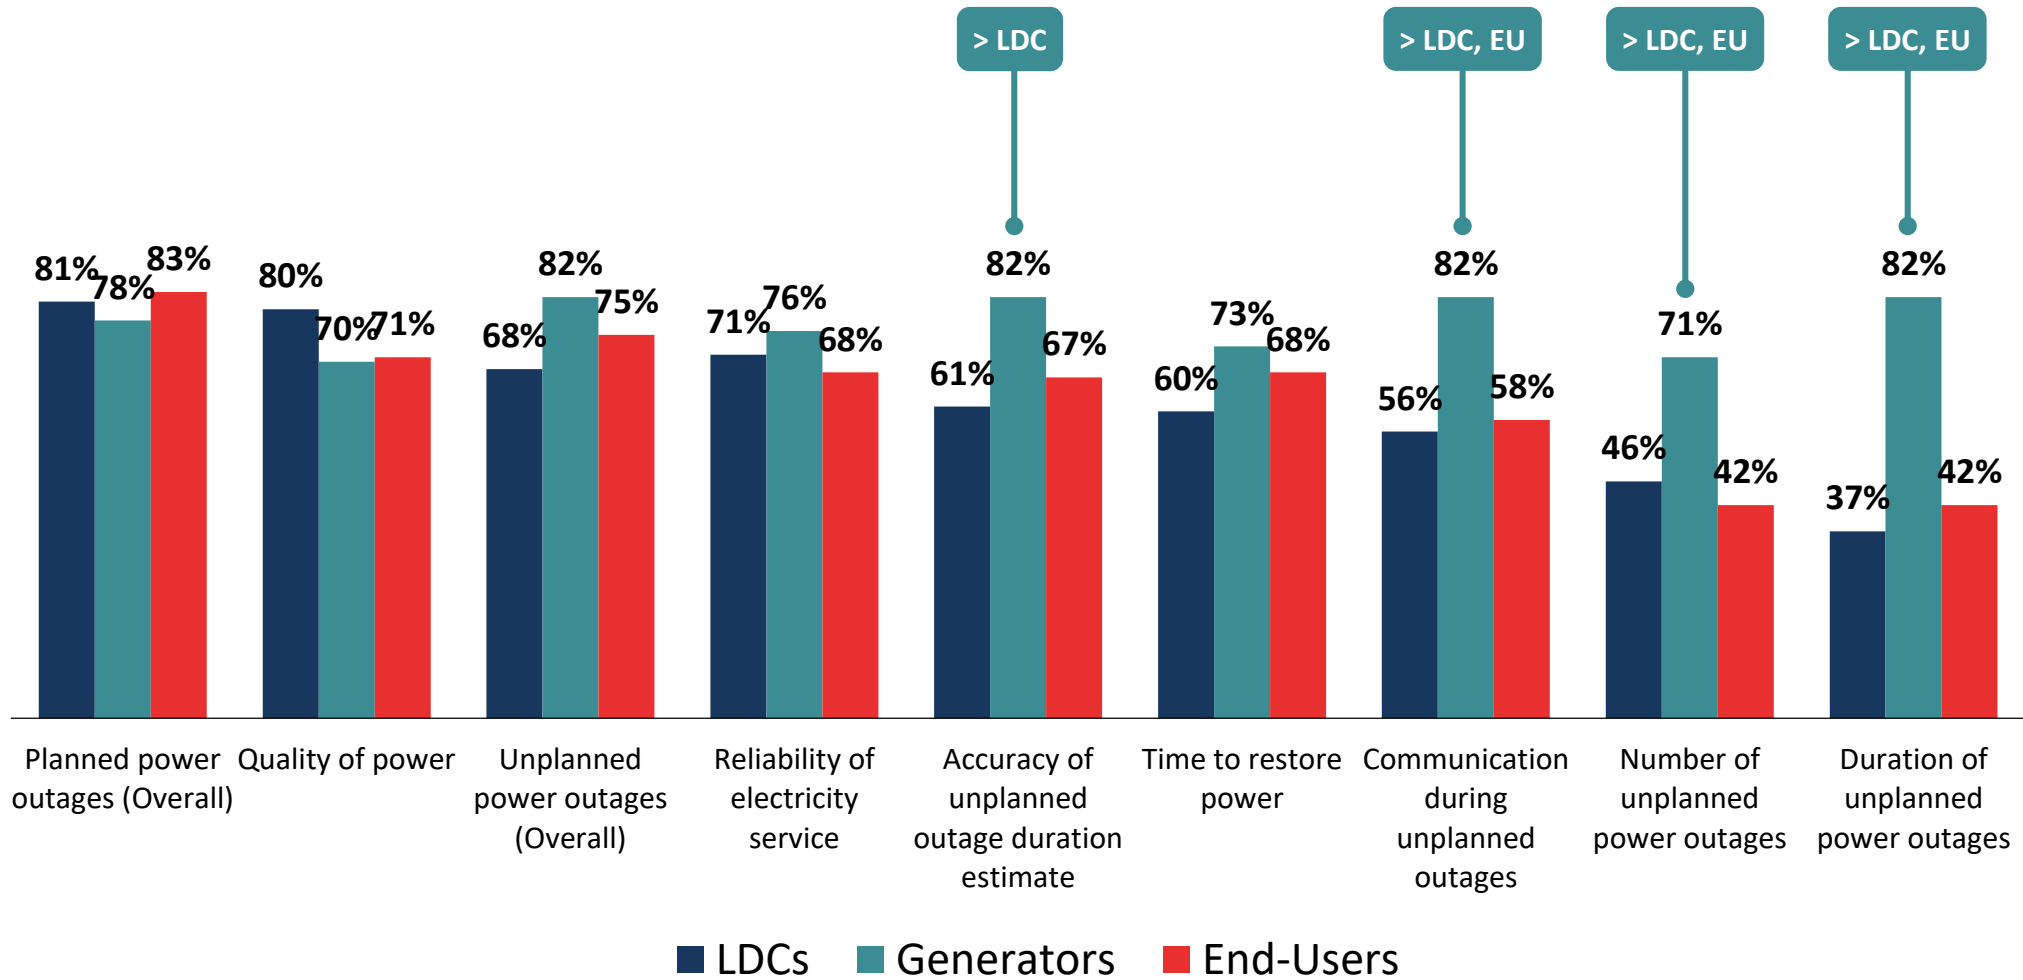 > LDC
> LDC, EU
> LDC, EU
> LDC, EU
81%
78%
83%
80%
70%
71%
68%
82%
75%
71%
76%
68%
61%
82%
67%
60%
73%
68%
56%
82%
58%
46%
71%
42%
37%
82%
42%
Planned power
outages (Overall)
Quality of power
Unplanned
power outages
(Overall)
Reliability of
electricity
service
Accuracy of
unplanned
outage duration
estimate
Time to restore
power
Communication
during
unplanned
outages
Number of
unplanned
power outages
Duration of
unplanned
power outages
LDCs
Generators
End-Users